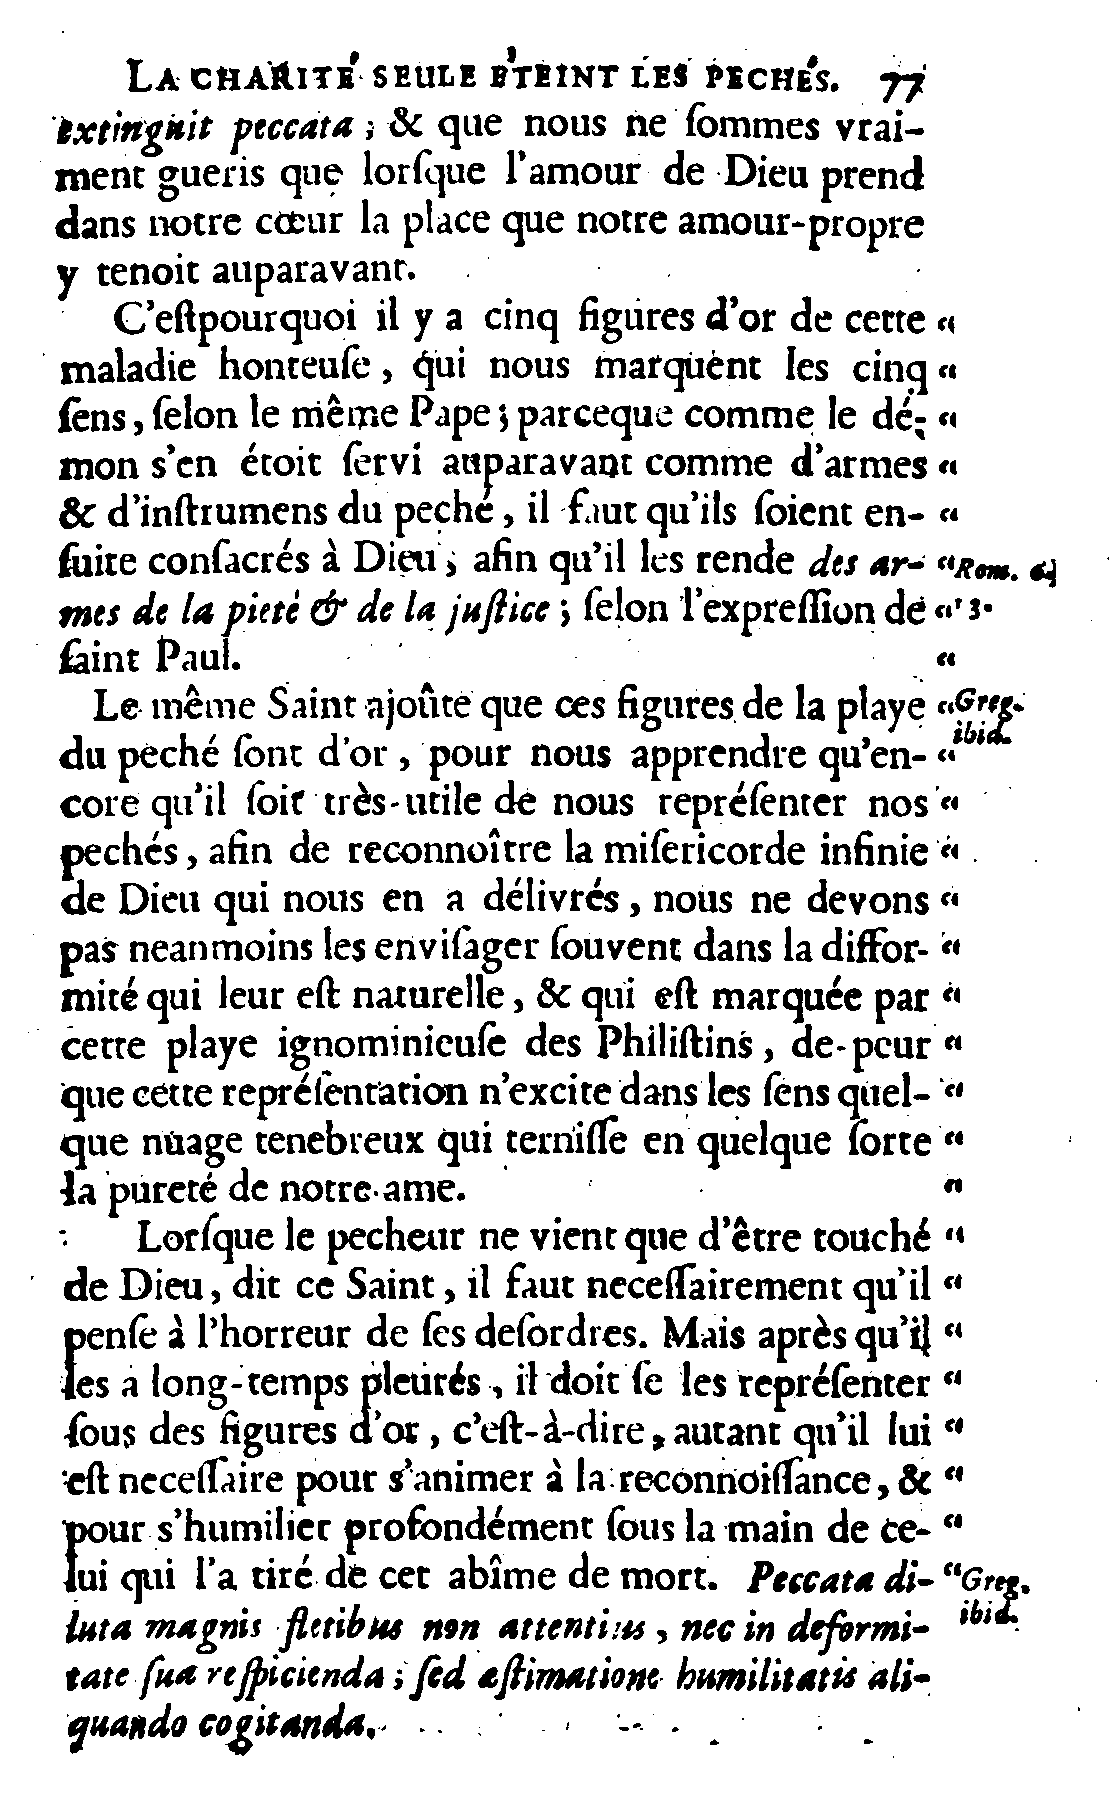 LA CHARITÉ SEULE E'TEINT LES PECHÉS. 77
extinguit peccata ; & que nous ne ſommes vrai-
ment gueris que lorſque l'amour de Dieu prend
dans notre cœur la place que notre amour-propre
y tenoit auparavant.
C'eſtpourquoi il y a cinq figures d'or de cette “
maladie honteuſe, qui nous marquent les cinq “
ſens, ſelon le même Pape ; parceque comme le dé- “
mon s'en étoit ſervi auparavant comme d'armes “
& d'inſtrumens du peché, il faut qu'ils ſoient en- “
ſuite conſacrés à Dieu ; afin qu'il les rende des ar- “ Rom. 6.
mes de la pieté & de la juſtice ; ſelon l'expreſſion de “ 13.
ſaint Paul. “
Le même Saint ajoûte que ces figures de la playe “ Greg.
du peché ſont d'or, pour nous apprendre qu'en- “ ibid.
core qu'il ſoit très-utile de nous repréſenter nos “
pechés, afin de reconnoître la miſericorde infinie “
de Dieu qui nous en a délivrés, nous ne devons “
pas neanmoins les enviſager ſouvent dans la diffor- “
mité qui leur eſt naturelle, & qui eſt marquée par “
cette playe ignominieuſe des Philiſtins, de-peur “
que cette repréſentation n'excite dans les ſens quel- “
que nuage tenebreux qui terniſſe en quelque ſorte “
la pureté de notre ame. “
Lorſque le pecheur ne vient que d'être touché “
de Dieu, dit ce Saint, il faut neceſſairement qu'il “
penſe à l'horreur de ſes deſordres. Mais après qu'il “
les a long-temps pleurés, il doit ſe les repréſenter “
ſous des figures d'or, c'eſt-à-dire, autant qu'il lui “
eſt neceſſaire pour s'animer à la reconnoiſſance, & “
pour s'humilier profondément ſous la main de ce- “
lui qui l'a tiré de cet abîme de mort. Peccata di- “ Greg.
luta magnis fletibus non attentius, nec in deformi- ibid.
tate ſua reſpicienda ; ſed æſtimatione humilitatis ali-
quando cogitanda.